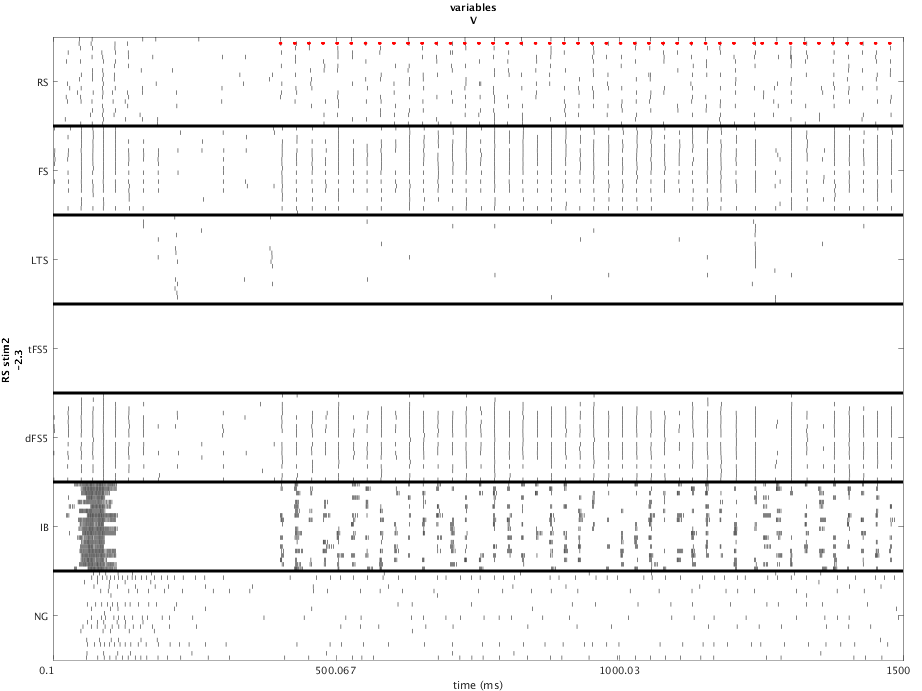 variables
V
RS
FS
LTS
RS stim2
-2.3
tFS5
dFS5
IB
NG
0.1
500.067
1000.03
1500
time (ms)